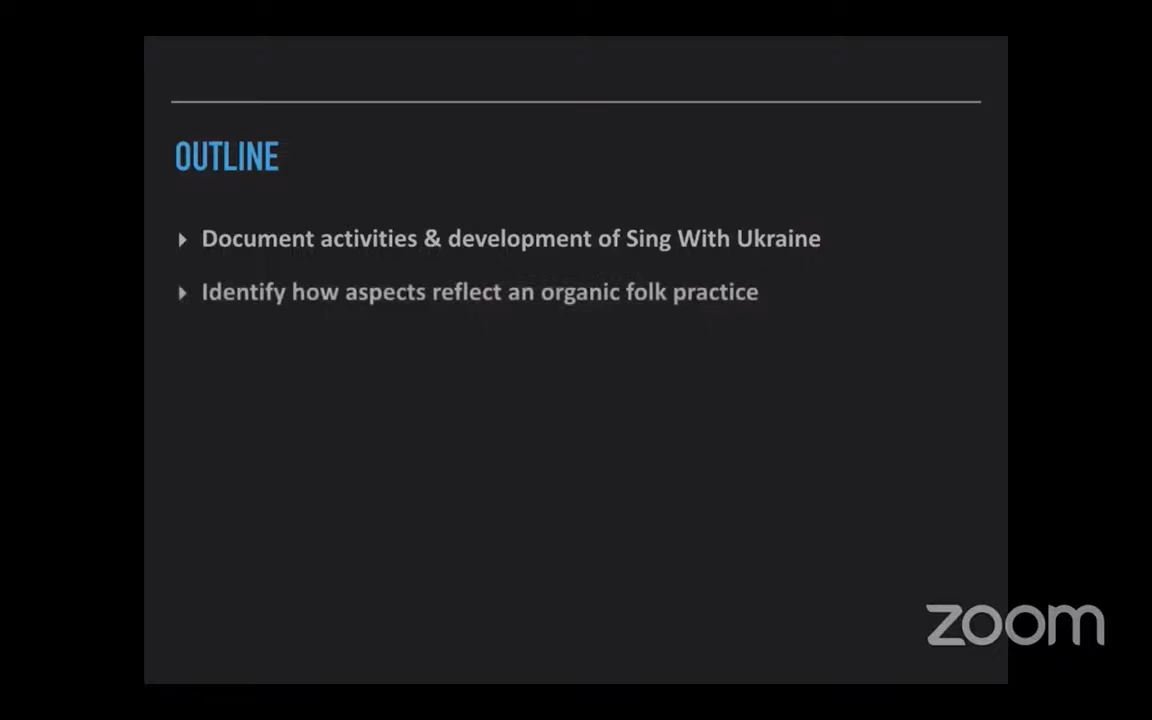 OUTLINE
Document activities & development of Sing With Ukraine
Identify how aspects reflect an organic folk practice
zoom